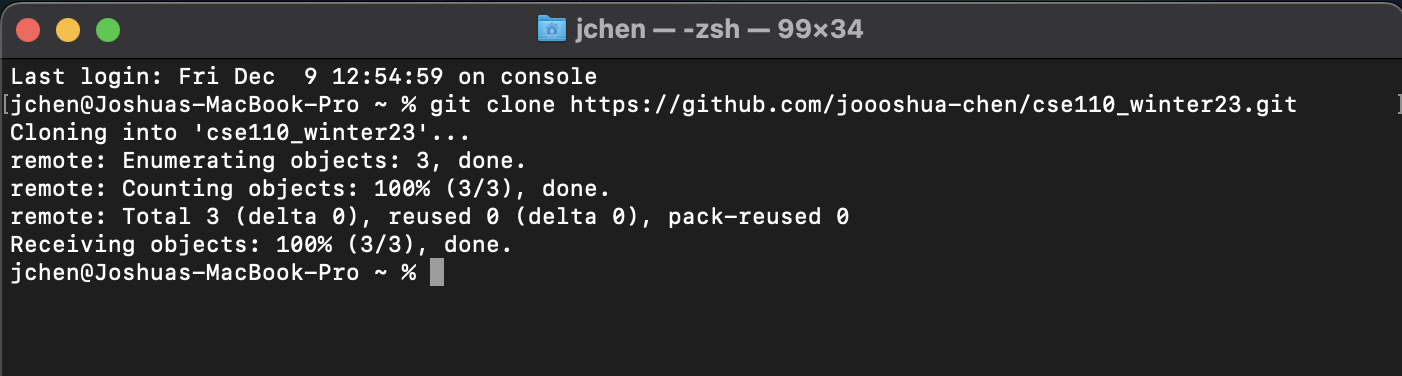 jchen — -zsh — 99×34
Last login: Fri Dec  9 12:54:59 on console
[jchen@Joshuas-MacBook-Pro ~ % git clone https://github.com/joooshua-chen/cse110_winter23.git ]
Cloning into 'cse110_winter23'...
remote: Enumerating objects: 3, done.
remote: Counting objects: 100% (3/3), done.
remote: Total 3 (delta 0), reused 0 (delta 0), pack-reused 0
Receiving objects: 100% (3/3), done.
jchen@Joshuas-MacBook-Pro ~ %